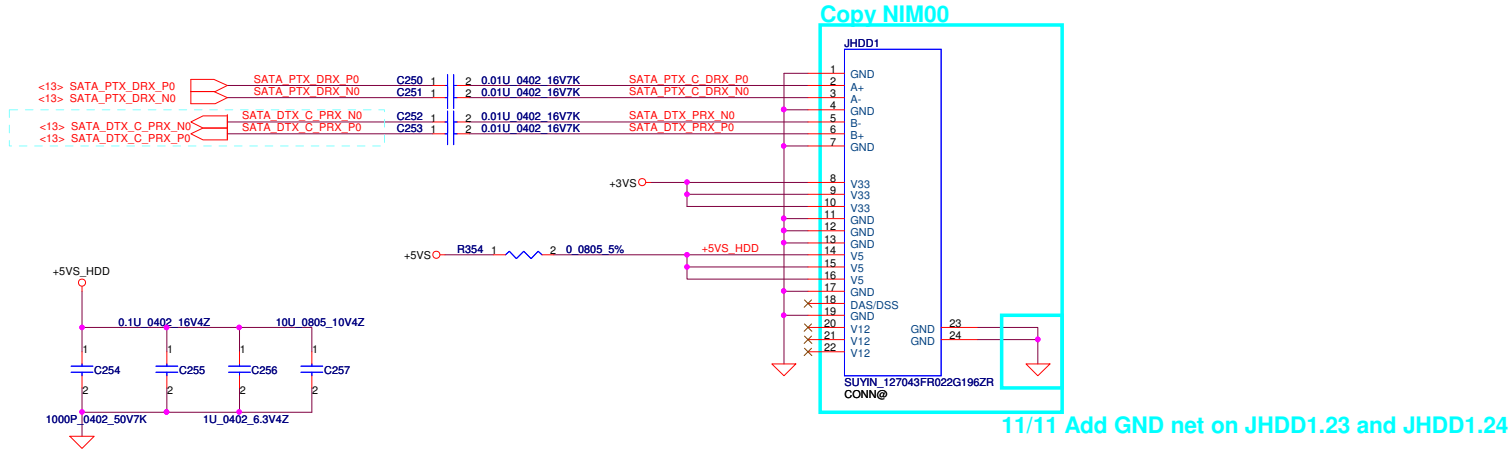 Copy NIM00
JHDD1
<13> SATA_PTX_DRX_P0 SATA_PTX_DRX_P0 C250 1 2 0.01U_0402_16V7K SATA_PTX_C_DRX_P0
<13> SATA_PTX_DRX_N0 SATA_PTX_DRX_N0 C251 1 2 0.01U_0402_16V7K SATA_PTX_C_DRX_N0
<13> SATA_DTX_C_PRX_N0 SATA_DTX_C_PRX_N0 C252 1 2 0.01U_0402_16V7K SATA_DTX_PRX_N0
<13> SATA_DTX_C_PRX_P0 SATA_DTX_C_PRX_P0 C253 1 2 0.01U_0402_16V7K SATA_DTX_PRX_P0
1 GND
2 A+
3 A-
4 GND
5 B-
6 B+
7 GND
+3VS
8 V33
9 V33
10 V33
11 GND
12 GND
13 GND
+5VS R354 1 2 0_0805_5% +5VS_HDD
14 V5
15 V5
16 V5
17 GND
18 DAS/DSS
19 GND
20 V12
21 V12
22 V12
GND 23
GND 24
SUYIN_127043FR022G196ZR
CONN@
+5VS_HDD
0.1U_0402_16V4Z 10U_0805_10V4Z
1 1 1 1
C254 C255 C256 C257
2 2 2 2
1000P_0402_50V7K 1U_0402_6.3V4Z
11/11 Add GND net on JHDD1.23 and JHDD1.24